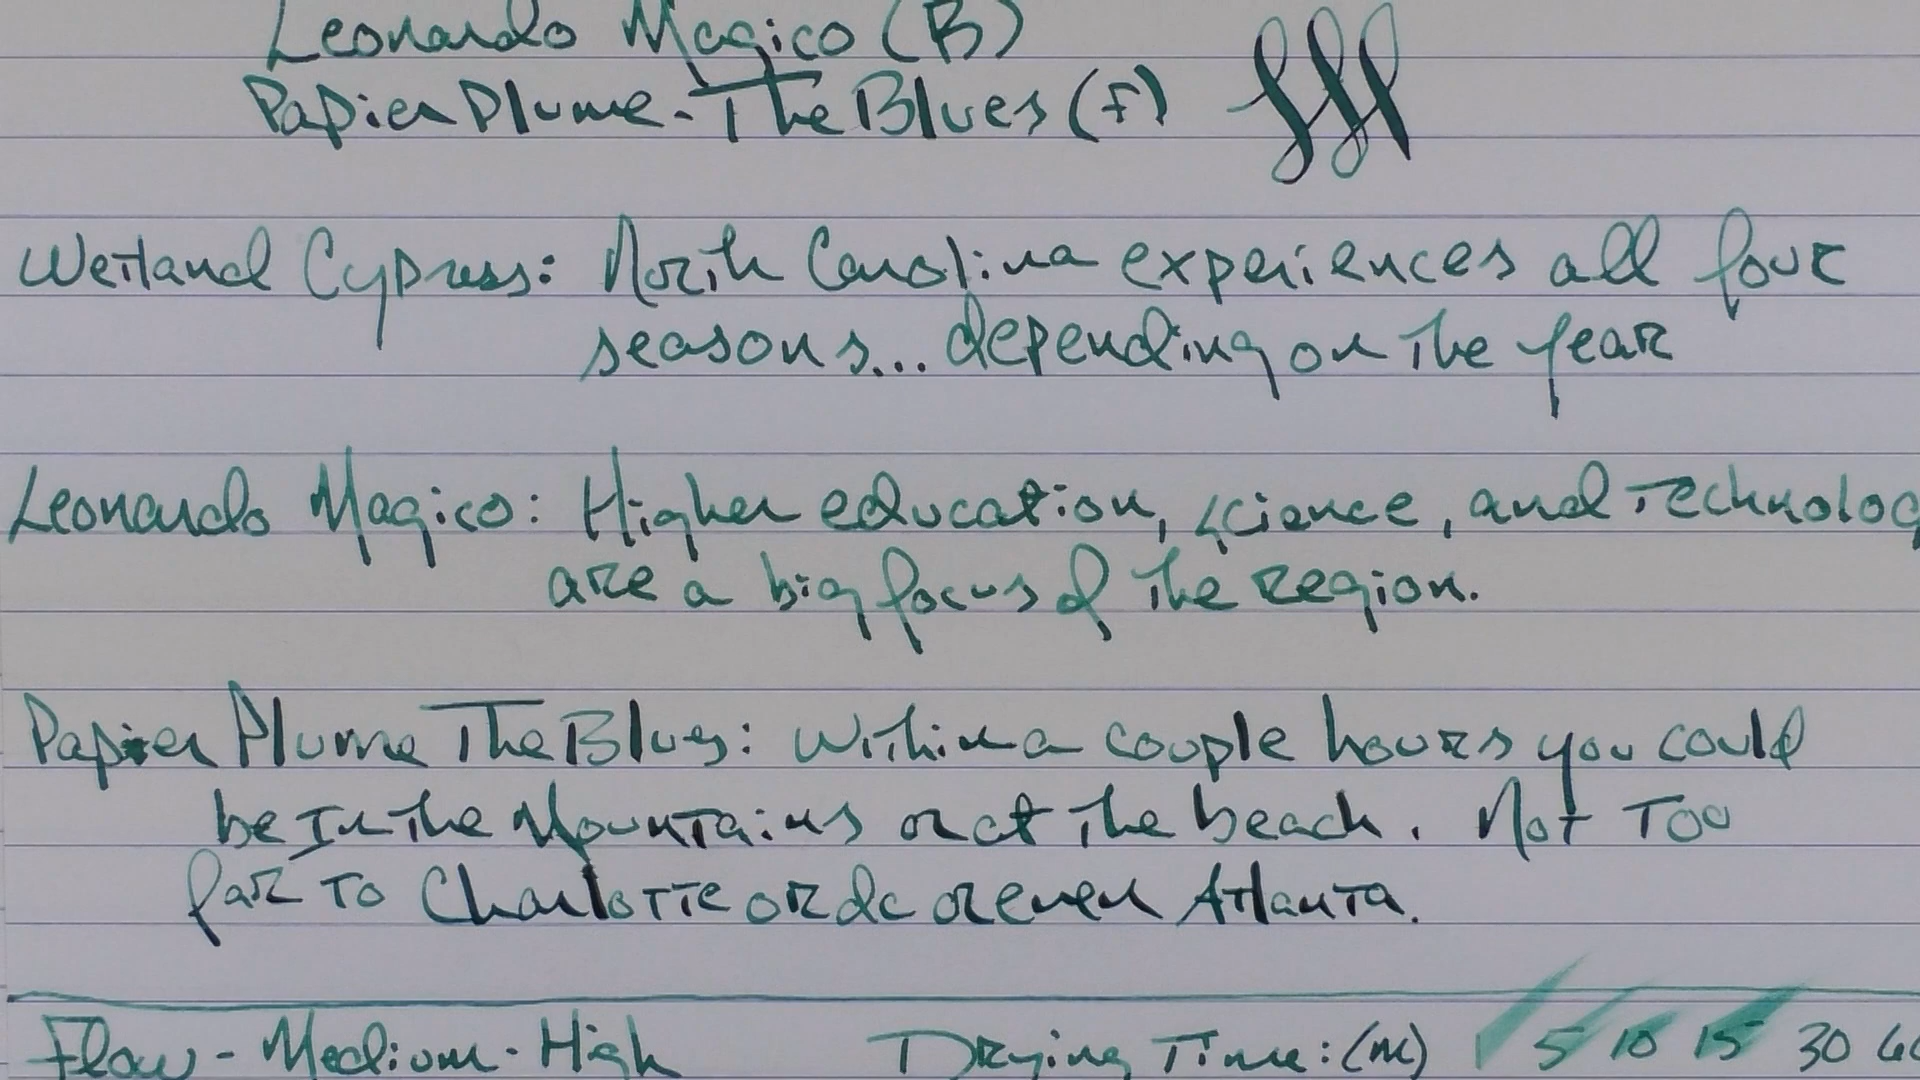 Leonardo Magico (B)
Papier Plume - The Blues (F)
Wetland Cypress: North Carolina experiences all four
seasons... depending on the year
Leonardo Magico: Higher education, science, and technolog
are a big focus of the region.
Papier Plume The Blues: Within a couple hours you could
be In the Mountains or at the beach. Not Too
far To Charlotte or dc or even Atlanta.
Flow - Medium - High Drying Time: (M) 1 5 10 15 30